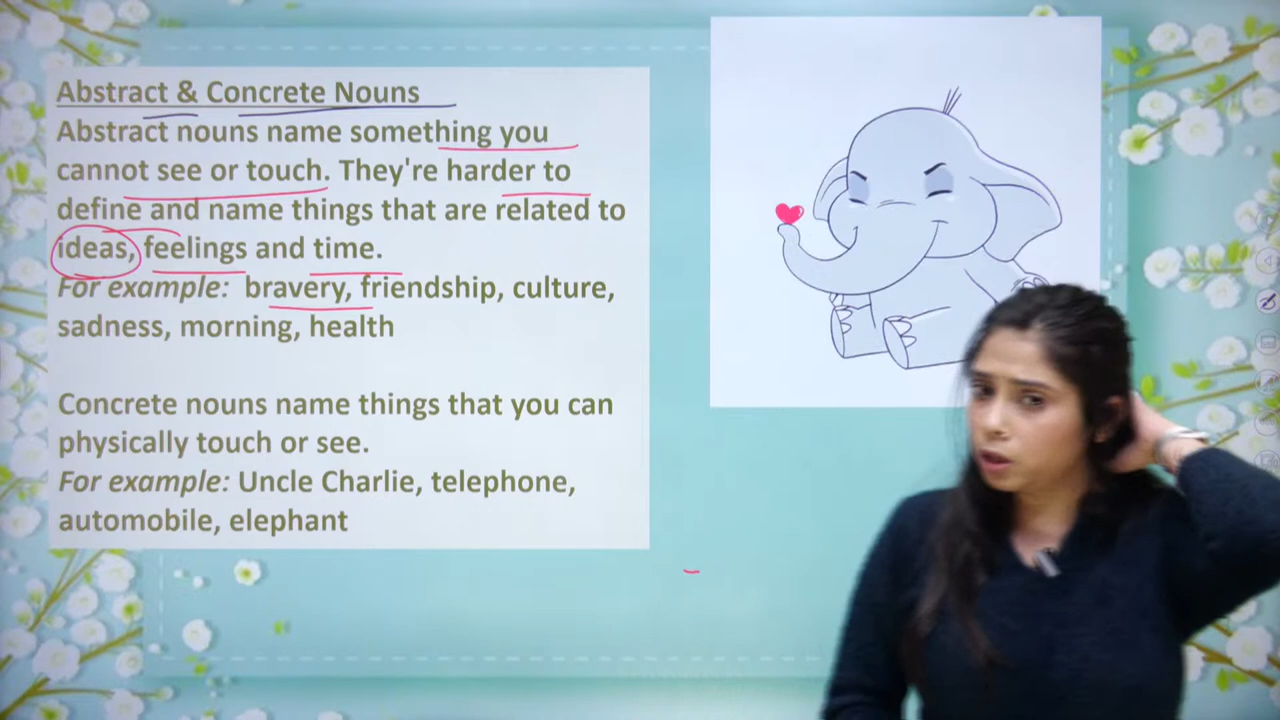 Abstract & Concrete Nouns
Abstract nouns name something you
cannot see or touch. They're harder to
define and name things that are related to
ideas, feelings and time.
For example: bravery, friendship, culture,
sadness, morning, health
Concrete nouns name things that you can
physically touch or see.
For example: Uncle Charlie, telephone,
automobile, elephant